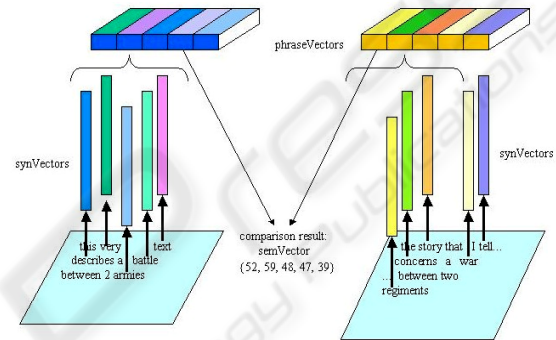 phraseVectors
synVectors
synVectors
this very text
describes a battle
between 2 armies
comparison result:
semVector
(52, 59, 48, 47, 39)
the story that I tell...
concerns a war
... between two
regiments